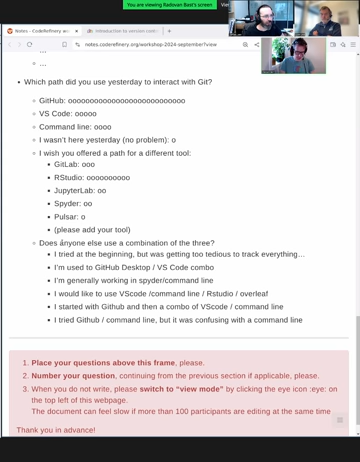 You are viewing Radovan Bast's screen
Notes - CodeRefinery worksho
Introduction to version contr
notes.coderefinery.org/workshop-2024-september?view
...
...
Which path did you use yesterday to interact with Git?
GitHub: oooooooooooooooooooooooooo
VS Code: ooooo
Command line: oooo
I wasn't here yesterday (no problem): o
I wish you offered a path for a different tool:
GitLab: ooo
RStudio: oooooooooo
JupyterLab: oo
Spyder: oo
Pulsar: o
(please add your tool)
Does anyone else use a combination of the three?
I tried at the beginning, but was getting too tedious to track everything...
I'm used to GitHub Desktop / VS Code combo
I'm generally working in spyder/command line
I would like to use VScode /command line / Rstudio / overleaf
I started with Github and then a combo of VScode / command line
I tried Github / command line, but it was confusing with a command line
1. Place your questions above this frame, please.
2. Number your question, continuing from the previous section if applicable, please.
3. When you do not write, please switch to "view mode" by clicking the eye icon :eye: on
the top left of this webpage.
The document can feel slow if more than 100 participants are editing at the same time
Thank you in advance!